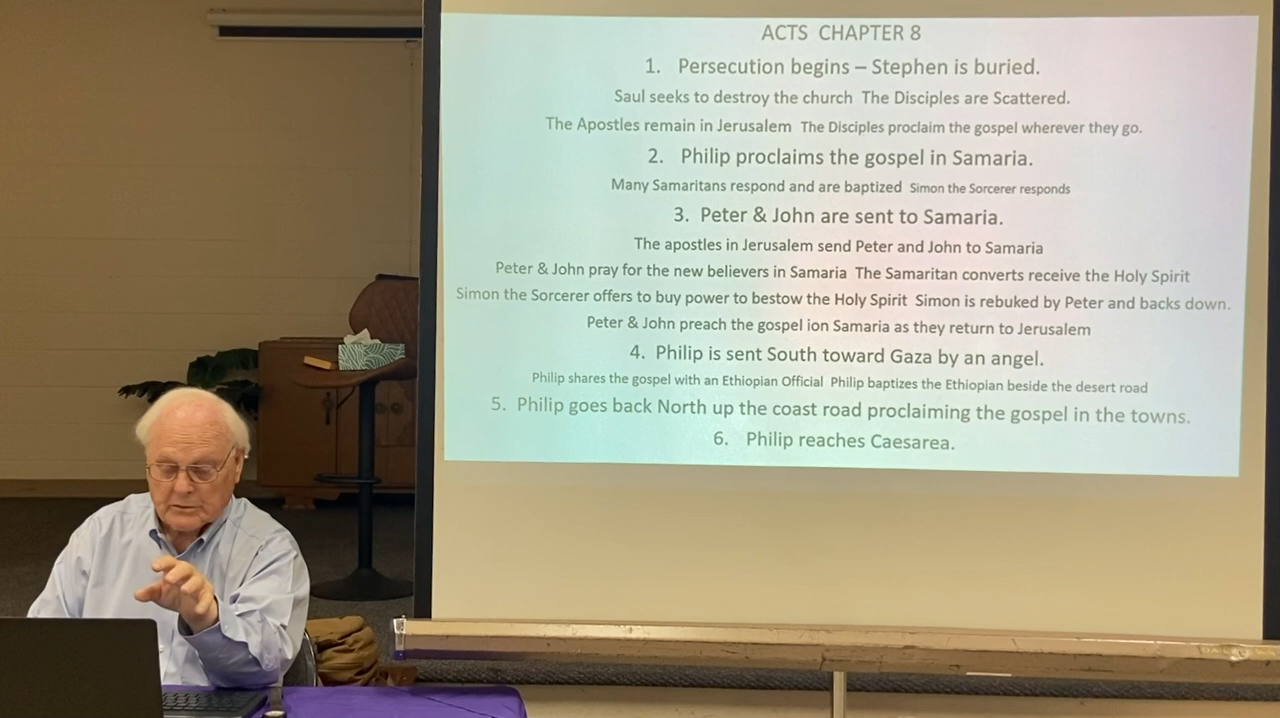 ACTS CHAPTER 8
1. Persecution begins – Stephen is buried.
Saul seeks to destroy the church The Disciples are Scattered.
The Apostles remain in Jerusalem The Disciples proclaim the gospel wherever they go.
2. Philip proclaims the gospel in Samaria.
Many Samaritans respond and are baptized Simon the Sorcerer responds
3. Peter & John are sent to Samaria.
The apostles in Jerusalem send Peter and John to Samaria
Peter & John pray for the new believers in Samaria The Samaritan converts receive the Holy Spirit
Simon the Sorcerer offers to buy power to bestow the Holy Spirit Simon is rebuked by Peter and backs down.
Peter & John preach the gospel ion Samaria as they return to Jerusalem
4. Philip is sent South toward Gaza by an angel.
Philip shares the gospel with an Ethiopian Official Philip baptizes the Ethiopian beside the desert road
5. Philip goes back North up the coast road proclaiming the gospel in the towns.
6. Philip reaches Caesarea.